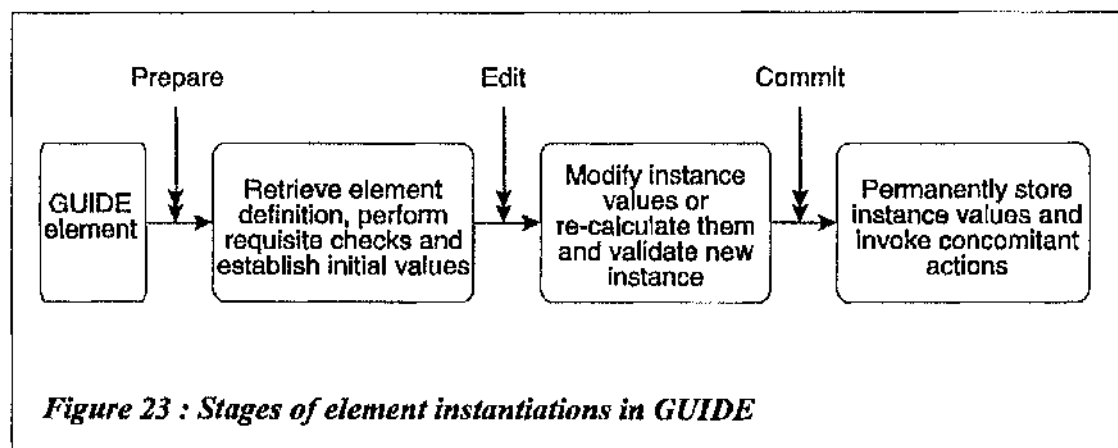 Prepare
Edit
Commit
GUIDE
element
Retrieve element
definition, perform
requisite checks and
establish initial values
Modify instance
values or
re-calculate them
and validate new
instance
Permanently store
instance values and
invoke concomitant
actions
Figure 23 : Stages of element instantiations in GUIDE